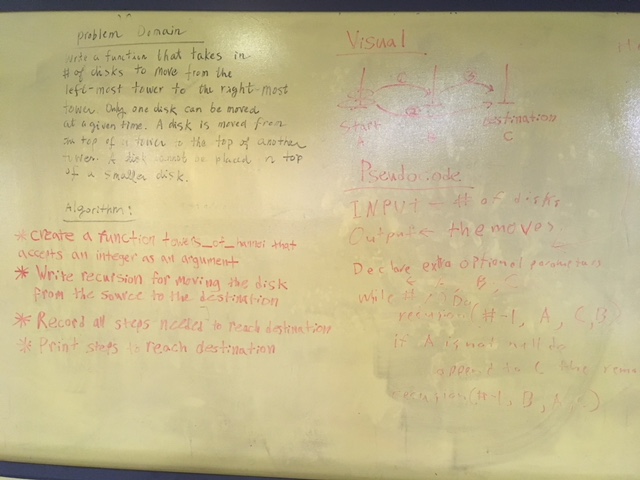 Problem Domain
Write a function that takes in
# of disks to move from the
left-most tower to the right-most
tower. Only one disk can be moved
at a given time. A disk is moved from
the top of a tower to the top of another
tower. A disk cannot be placed on top
of a smaller disk.
Algorithm:
* Create a function towers_of_hanoi that
accepts an integer as an argument
* Write recursion for moving the disk
from the source to the destination
* Record all steps needed to reach destination
* Print steps to reach destination
Visual
Start
Destination
A
B
C
Pseudocode
INPUT ← # of disks
Output ← the moves
Declare extra optional parameters
while #
recursion(#-1, A, C, B)
if A is not null do
append to C the
recursion(#-1, B,